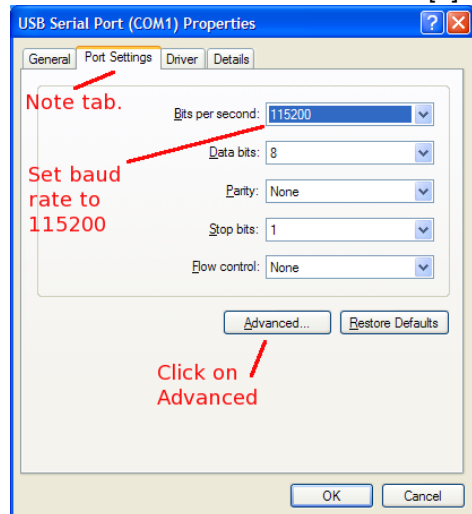 USB Serial Port (COM1) Properties
General Port Settings Driver Details
Note tab.
Bits per second: 115200
Data bits: 8
Set baud
rate to
115200
Parity: None
Stop bits: 1
Flow control: None
Advanced... Restore Defaults
Click on
Advanced
OK Cancel